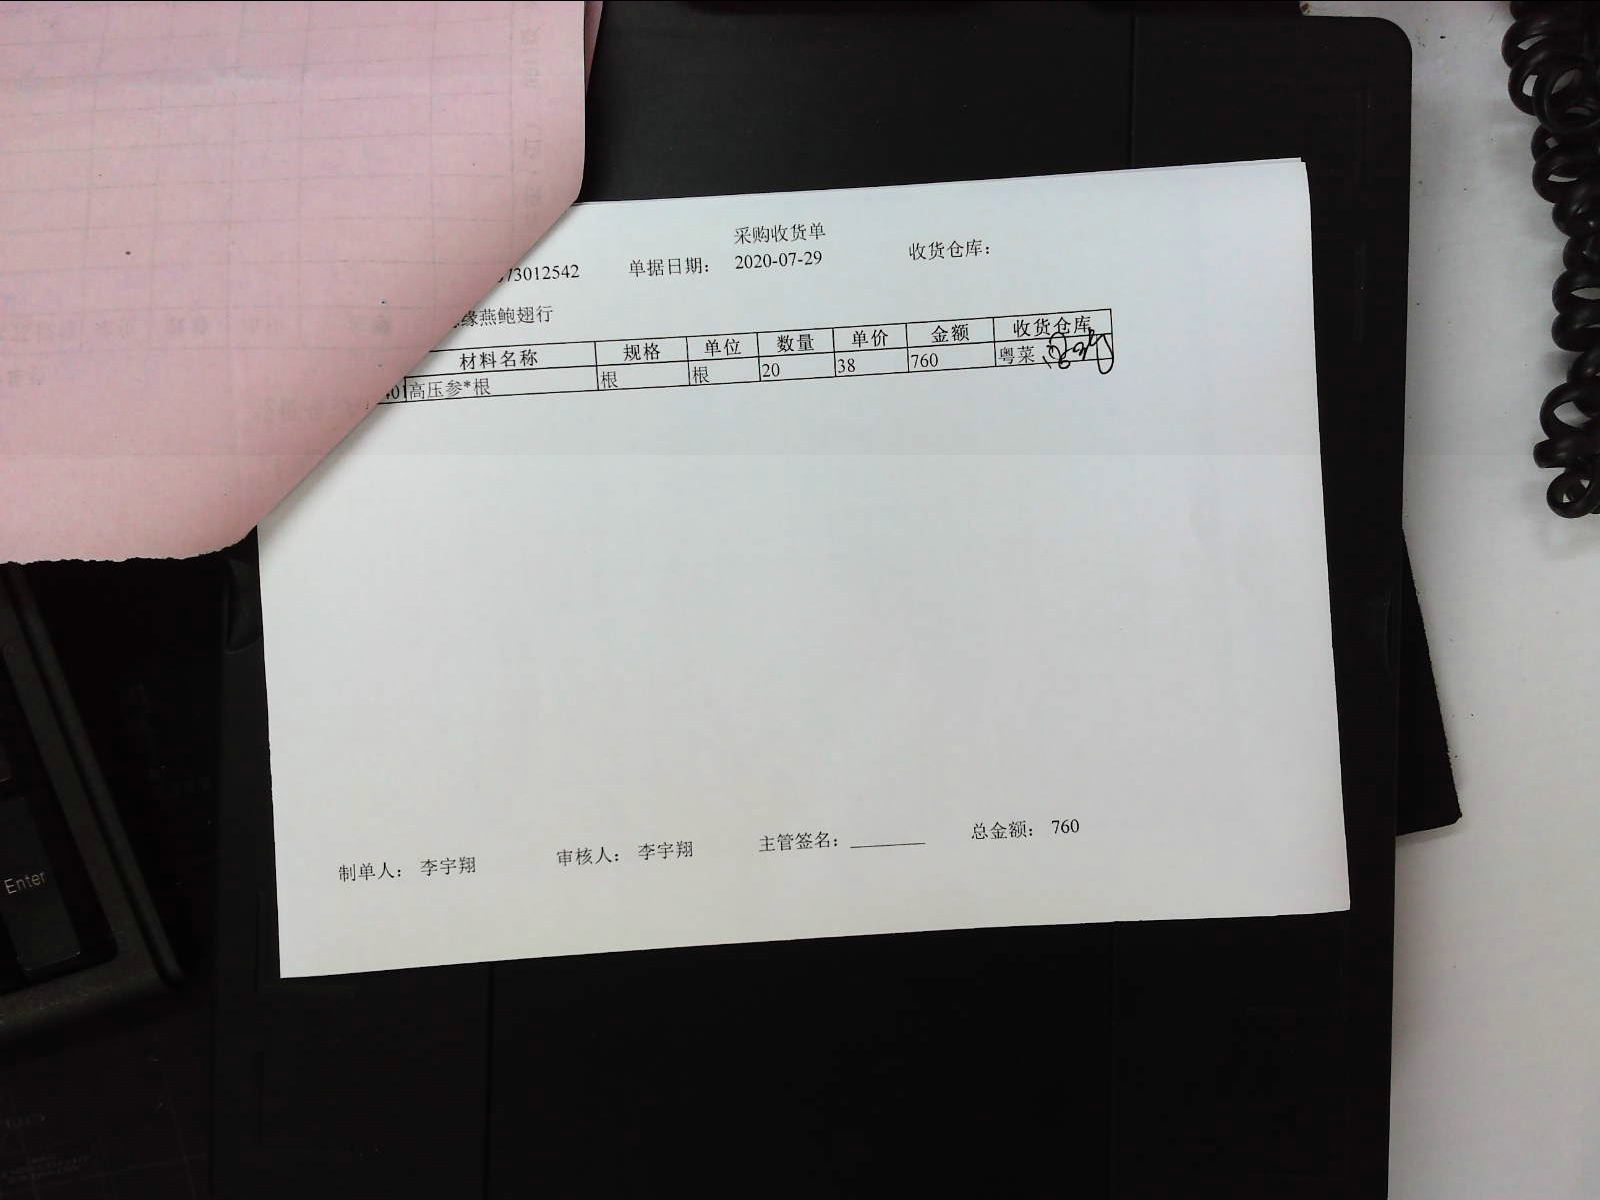 采购收货单
73012542 单据日期： 2020-07-29 收货仓库：
缘燕鲍翅行
材料名称 规格 单位 数量 单价 金额 收货仓库
40 高压参*根 根 根 20 38 760 粤菜
制单人： 李宇翔 审核人： 李宇翔 主管签名： 总金额： 760
Enter